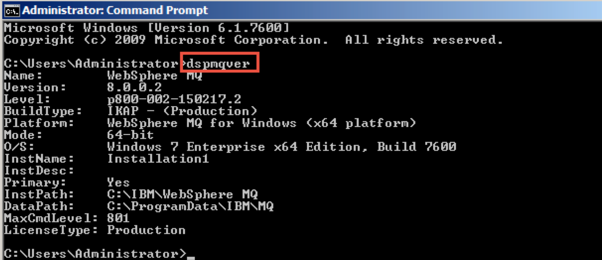 Administrator: Command Prompt
Microsoft Windows [Version 6.1.7600]
Copyright (c) 2009 Microsoft Corporation.  All rights reserved.
C:\Users\Administrator>dspmqver
Name:        WebSphere MQ
Version:     8.0.0.2
Level:       p800-002-150217.2
BuildType:   IKAP - (Production)
Platform:    WebSphere MQ for Windows (x64 platform)
Mode:        64-bit
O/S:         Windows 7 Enterprise x64 Edition, Build 7600
InstName:    Installation1
InstDesc:
Primary:     Yes
InstPath:    C:\IBM\WebSphere MQ
DataPath:    C:\ProgramData\IBM\MQ
MaxCmdLevel: 801
LicenseType: Production
C:\Users\Administrator>_